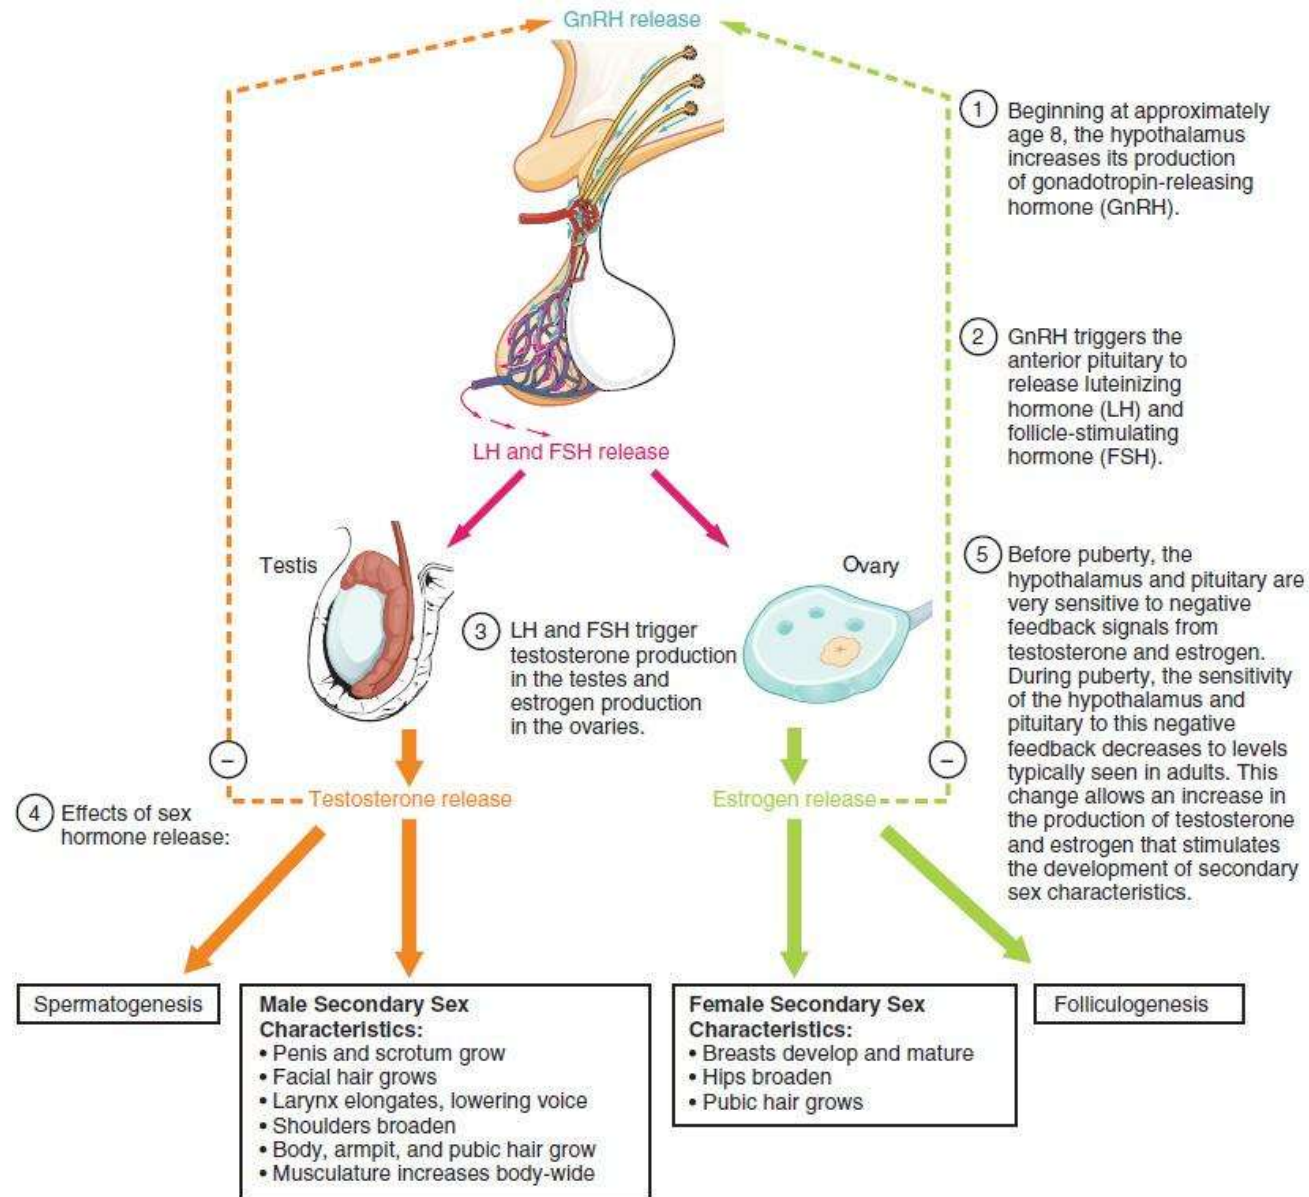 GnRH release
1 Beginning at approximately
age 8, the hypothalamus
increases its production
of gonadotropin-releasing
hormone (GnRH).
2 GnRH triggers the
anterior pituitary to
release luteinizing
hormone (LH) and
follicle-stimulating
hormone (FSH).
LH and FSH release
Testis
Ovary
3 LH and FSH trigger
testosterone production
in the testes and
estrogen production
in the ovaries.
5 Before puberty, the
hypothalamus and pituitary are
very sensitive to negative
feedback signals from
testosterone and estrogen.
During puberty, the sensitivity
of the hypothalamus and
pituitary to this negative
feedback decreases to levels
typically seen in adults. This
change allows an increase in
the production of testosterone
and estrogen that stimulates
the development of secondary
sex characteristics.
–
–
Testosterone release
Estrogen release
4 Effects of sex
hormone release:
Spermatogenesis
Male Secondary Sex
Characteristics:
• Penis and scrotum grow
• Facial hair grows
• Larynx elongates, lowering voice
• Shoulders broaden
• Body, armpit, and pubic hair grow
• Musculature increases body-wide
Female Secondary Sex
Characteristics:
• Breasts develop and mature
• Hips broaden
• Pubic hair grows
Folliculogenesis